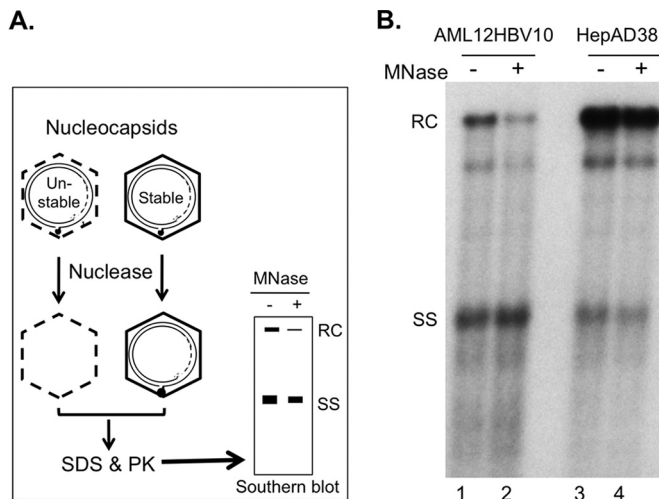 A.
Nucleocapsids
Un-
stable
Stable
Nuclease
MNase
- +
RC
SS
SDS & PK
Southern blot
B.
AML12HBV10 HepAD38
MNase - + - +
RC
SS
1 2 3 4